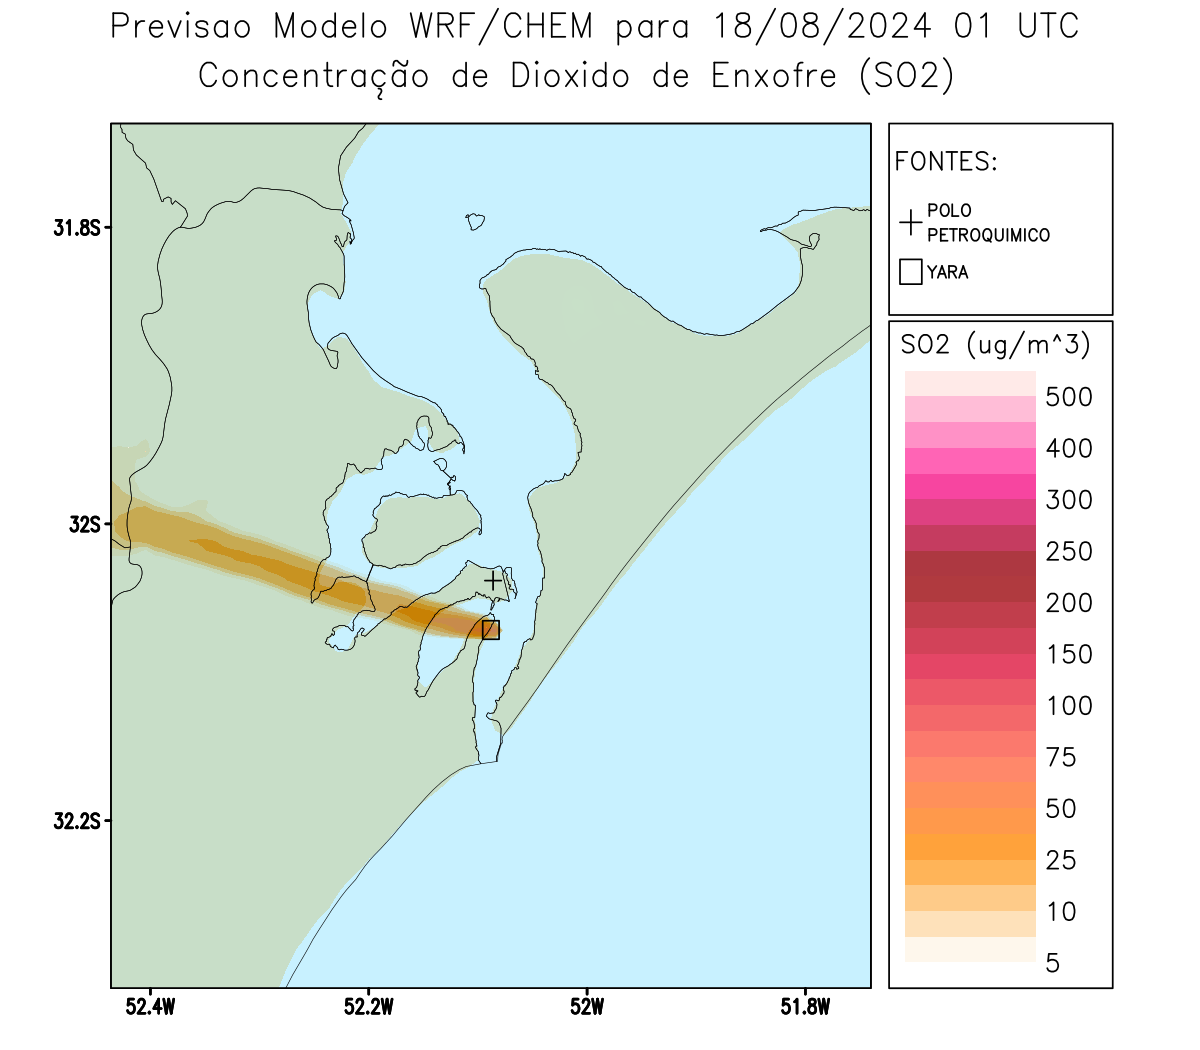 Previsao Modelo WRF/CHEM para 18/08/2024 01 UTC
Concentração de Dioxido de Enxofre (SO2)
31.8S
32S
32.2S
52.4W
52.2W
52W
51.8W
FONTES:
POLO
PETROQUIMICO
YARA
SO2 (ug/m^3)
500
400
300
250
200
150
100
75
50
25
10
5